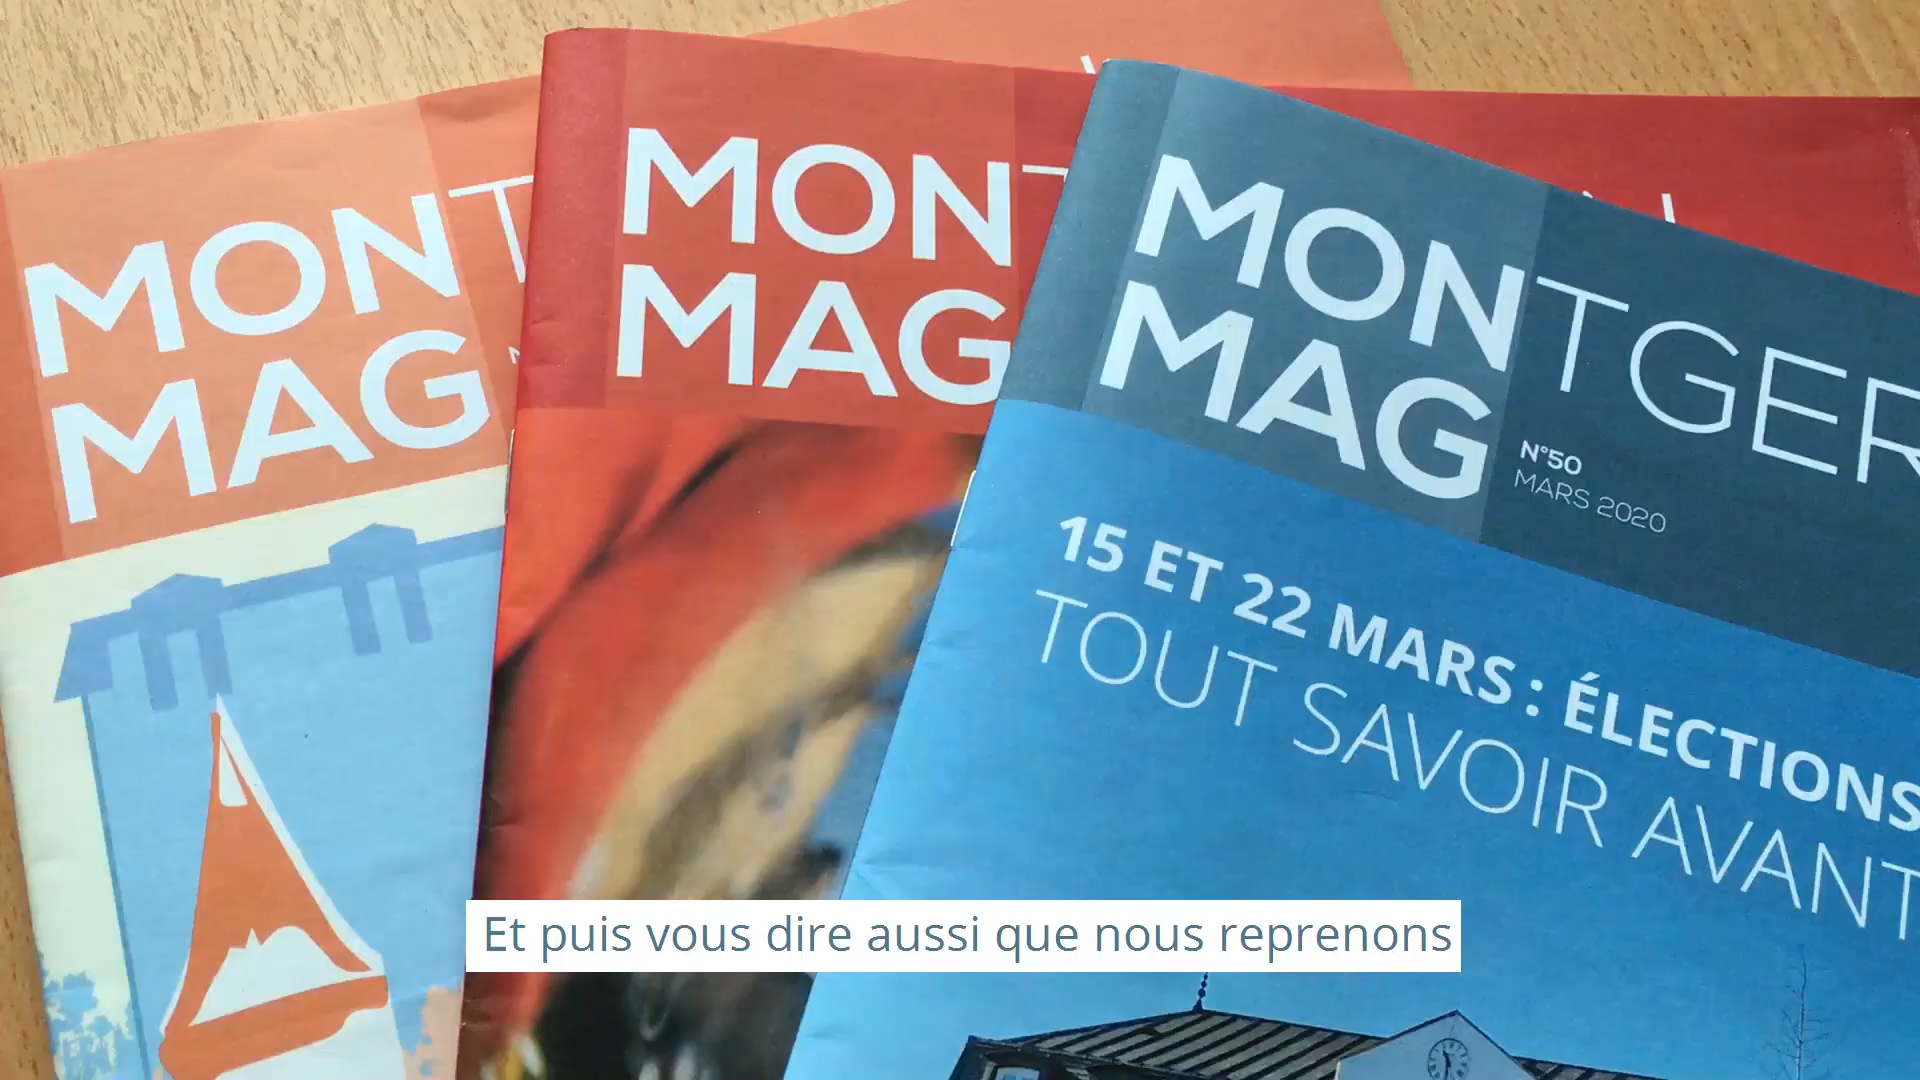 MONT
MAG
MON
MAG
MONTGER
MAG
N°50
MARS 2020
15 ET 22 MARS : ÉLECTIONS
TOUT SAVOIR AVANT
Et puis vous dire aussi que nous reprenons